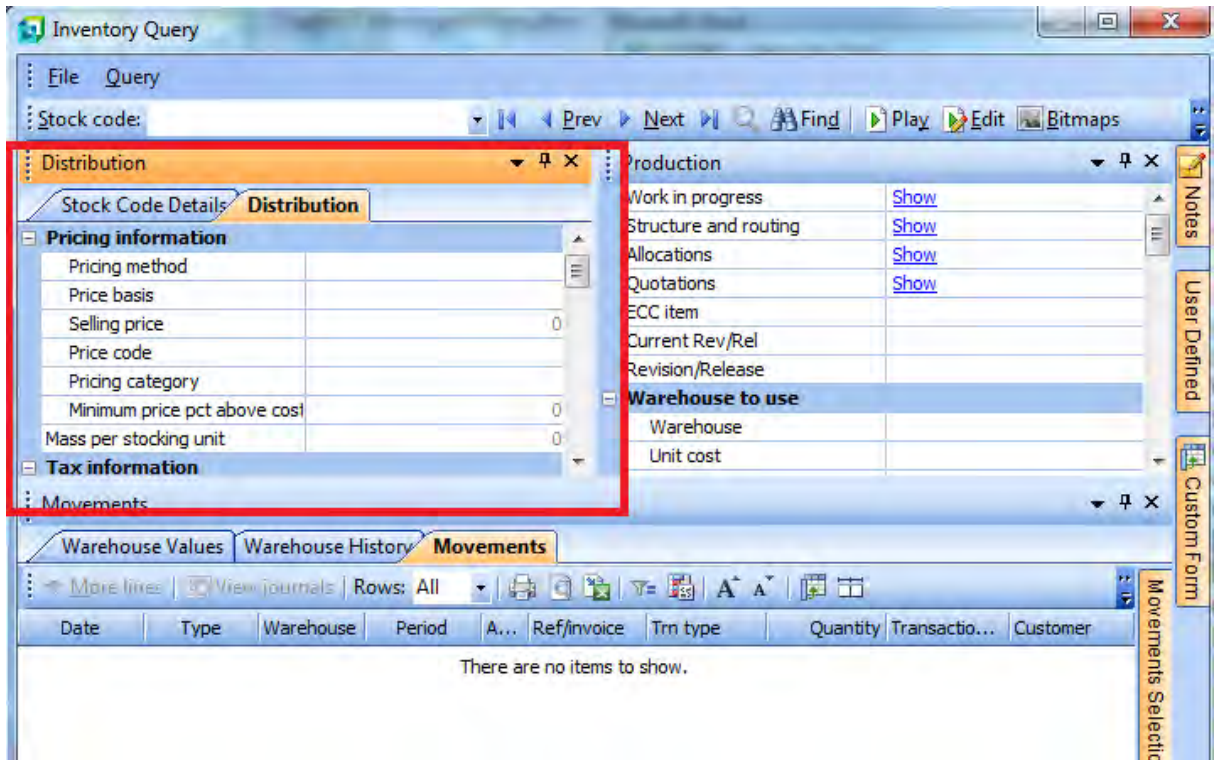 Inventory Query
File Query
Stock code: Prev Next Find Play Edit Bitmaps
Distribution
Stock Code Details Distribution
Pricing information
Pricing method
Price basis
Selling price 0
Price code
Pricing category
Minimum price pct above cost 0
Mass per stocking unit 0
Tax information
Production
Work in progress Show
Structure and routing Show
Allocations Show
Quotations Show
ECC item
Current Rev/Rel
Revision/Release
Warehouse to use
Warehouse
Unit cost
Notes
User Defined
Custom Form
Movements
Warehouse Values Warehouse History Movements
More lines View journals Rows: All
Date Type Warehouse Period A... Ref/invoice Trn type Quantity Transactio... Customer
There are no items to show.
Movements Selectio